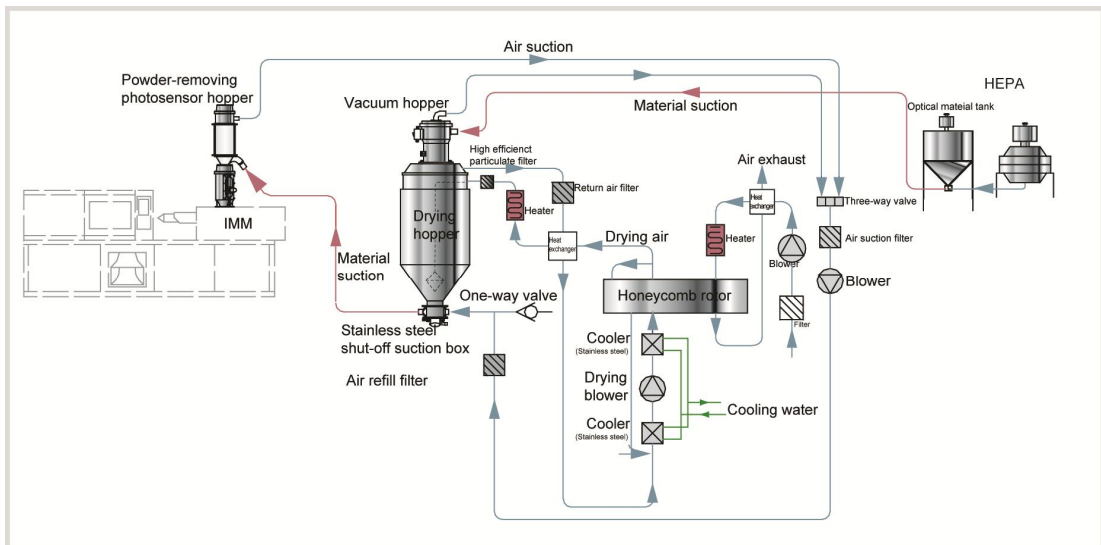 Air suction
Powder-removing
photosensor hopper
Vacuum hopper
Material suction
HEPA
Optical mateial tank
High efficienct
particulate filter
Return air filter
Air exhaust
Heat
exchanger
Three-way valve
Heater
Drying
hopper
IMM
Drying air
Heater
Air suction filter
Heat
exchanger
Material
suction
Blower
Blower
One-way valve
Honeycomb rotor
Filter
Stainless steel
shut-off suction box
Cooler
(Stainless steel)
Air refill filter
Drying
blower
Cooling water
Cooler
(Stainless steel)